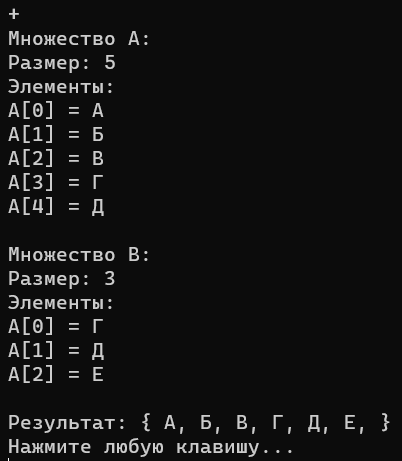 +
Множество A:
Размер: 5
Элементы:
A[0] = А
A[1] = Б
A[2] = В
A[3] = Г
A[4] = Д
Множество B:
Размер: 3
Элементы:
A[0] = Г
A[1] = Д
A[2] = Е
Результат: { А, Б, В, Г, Д, Е, }
Нажмите любую клавишу...